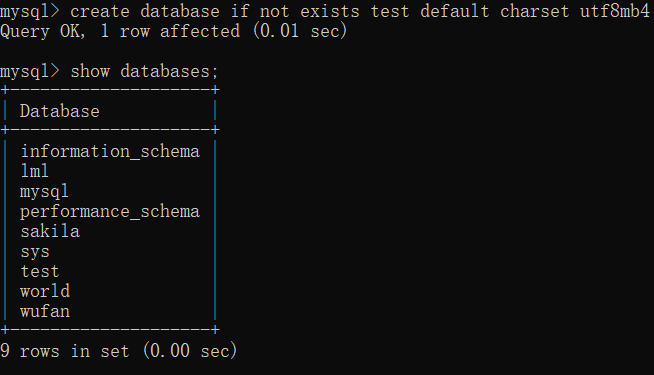 mysql> create database if not exists test default charset utf8mb4
Query OK, 1 row affected (0.01 sec)
mysql> show databases;
+--------------------+
| Database           |
+--------------------+
| information_schema |
| lml                |
| mysql              |
| performance_schema |
| sakila             |
| sys                |
| test               |
| world              |
| wufan              |
+--------------------+
9 rows in set (0.00 sec)